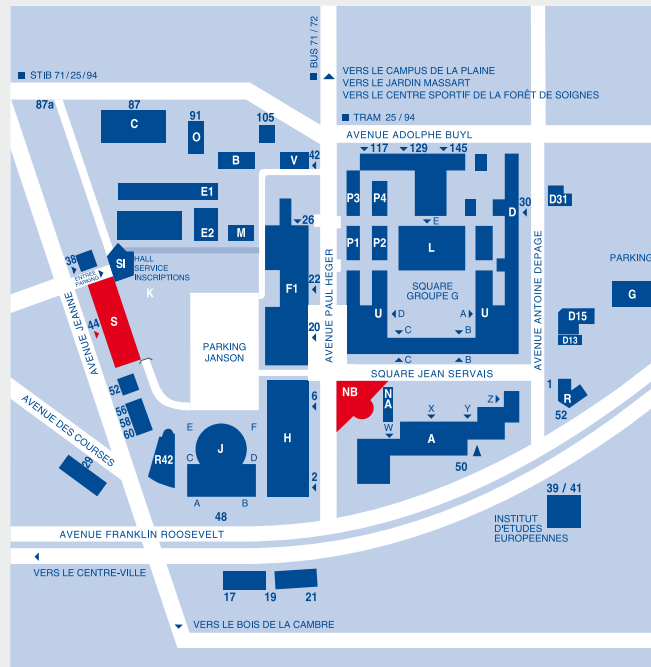 BUS 71 / 72
STIB 71 / 25 / 94
VERS LE CAMPUS DE LA PLAINE
VERS LE JARDIN MASSART
VERS LE CENTRE SPORTIF DE LA FORÊT DE SOIGNES
87a
87
91
105
TRAM 25 / 94
AVENUE ADOLPHE BUYL
C
O
B
V
42
117
129
145
E1
P3
P4
D
30
D31
E2
M
26
E
38
SI
HALL
SERVICE
INSCRIPTIONS
ENTRÉE
PARKING
P1
P2
L
PARKING
K
22
F1
AVENUE PAUL HEGER
SQUARE
GROUPE G
AVENUE ANTOINE DEPAGE
G
S
44
AVENUE JEANNE
20
U
D
A
U
C
B
D15
D13
PARKING
JANSON
C
B
SQUARE JEAN SERVAIS
52
NB
N
A
1
R
52
AVENUE DES COURSES
56
58
60
6
X
Y
Z
W
E
F
J
H
A
R42
C
D
29
2
50
A
B
48
39 / 41
INSTITUT
D'ETUDES
EUROPEENNES
AVENUE FRANKLIN ROOSEVELT
VERS LE CENTRE-VILLE
17
19
21
VERS LE BOIS DE LA CAMBRE